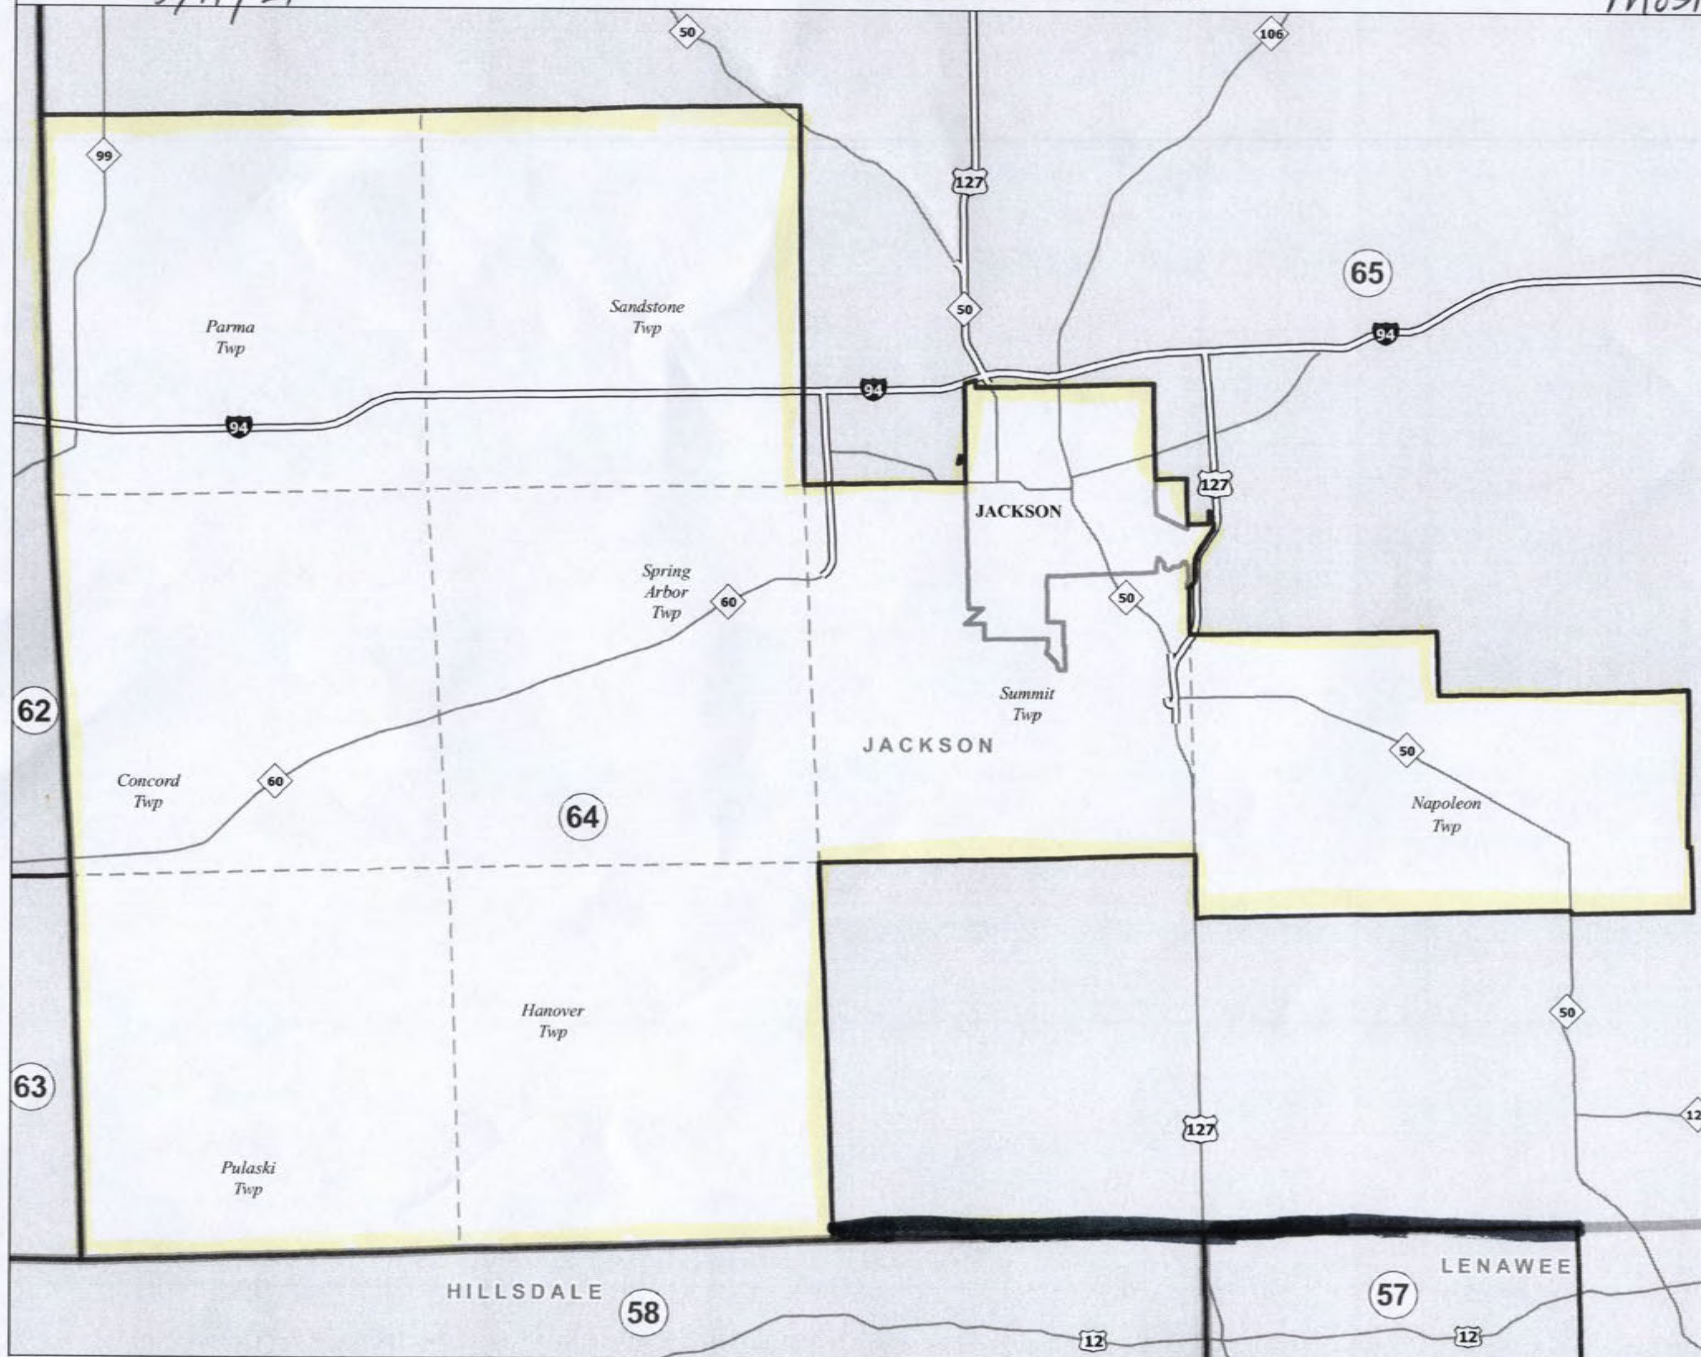 50
106
99
127
65
Sandstone
Twp
Parma
Twp
50
94
94
94
127
JACKSON
Spring
Arbor
Twp
60
50
Summit
Twp
62
JACKSON
50
Concord
Twp
60
64
Napoleon
Twp
Hanover
Twp
50
63
127
12
Pulaski
Twp
HILLSDALE
58
LENAWEE
57
12
12